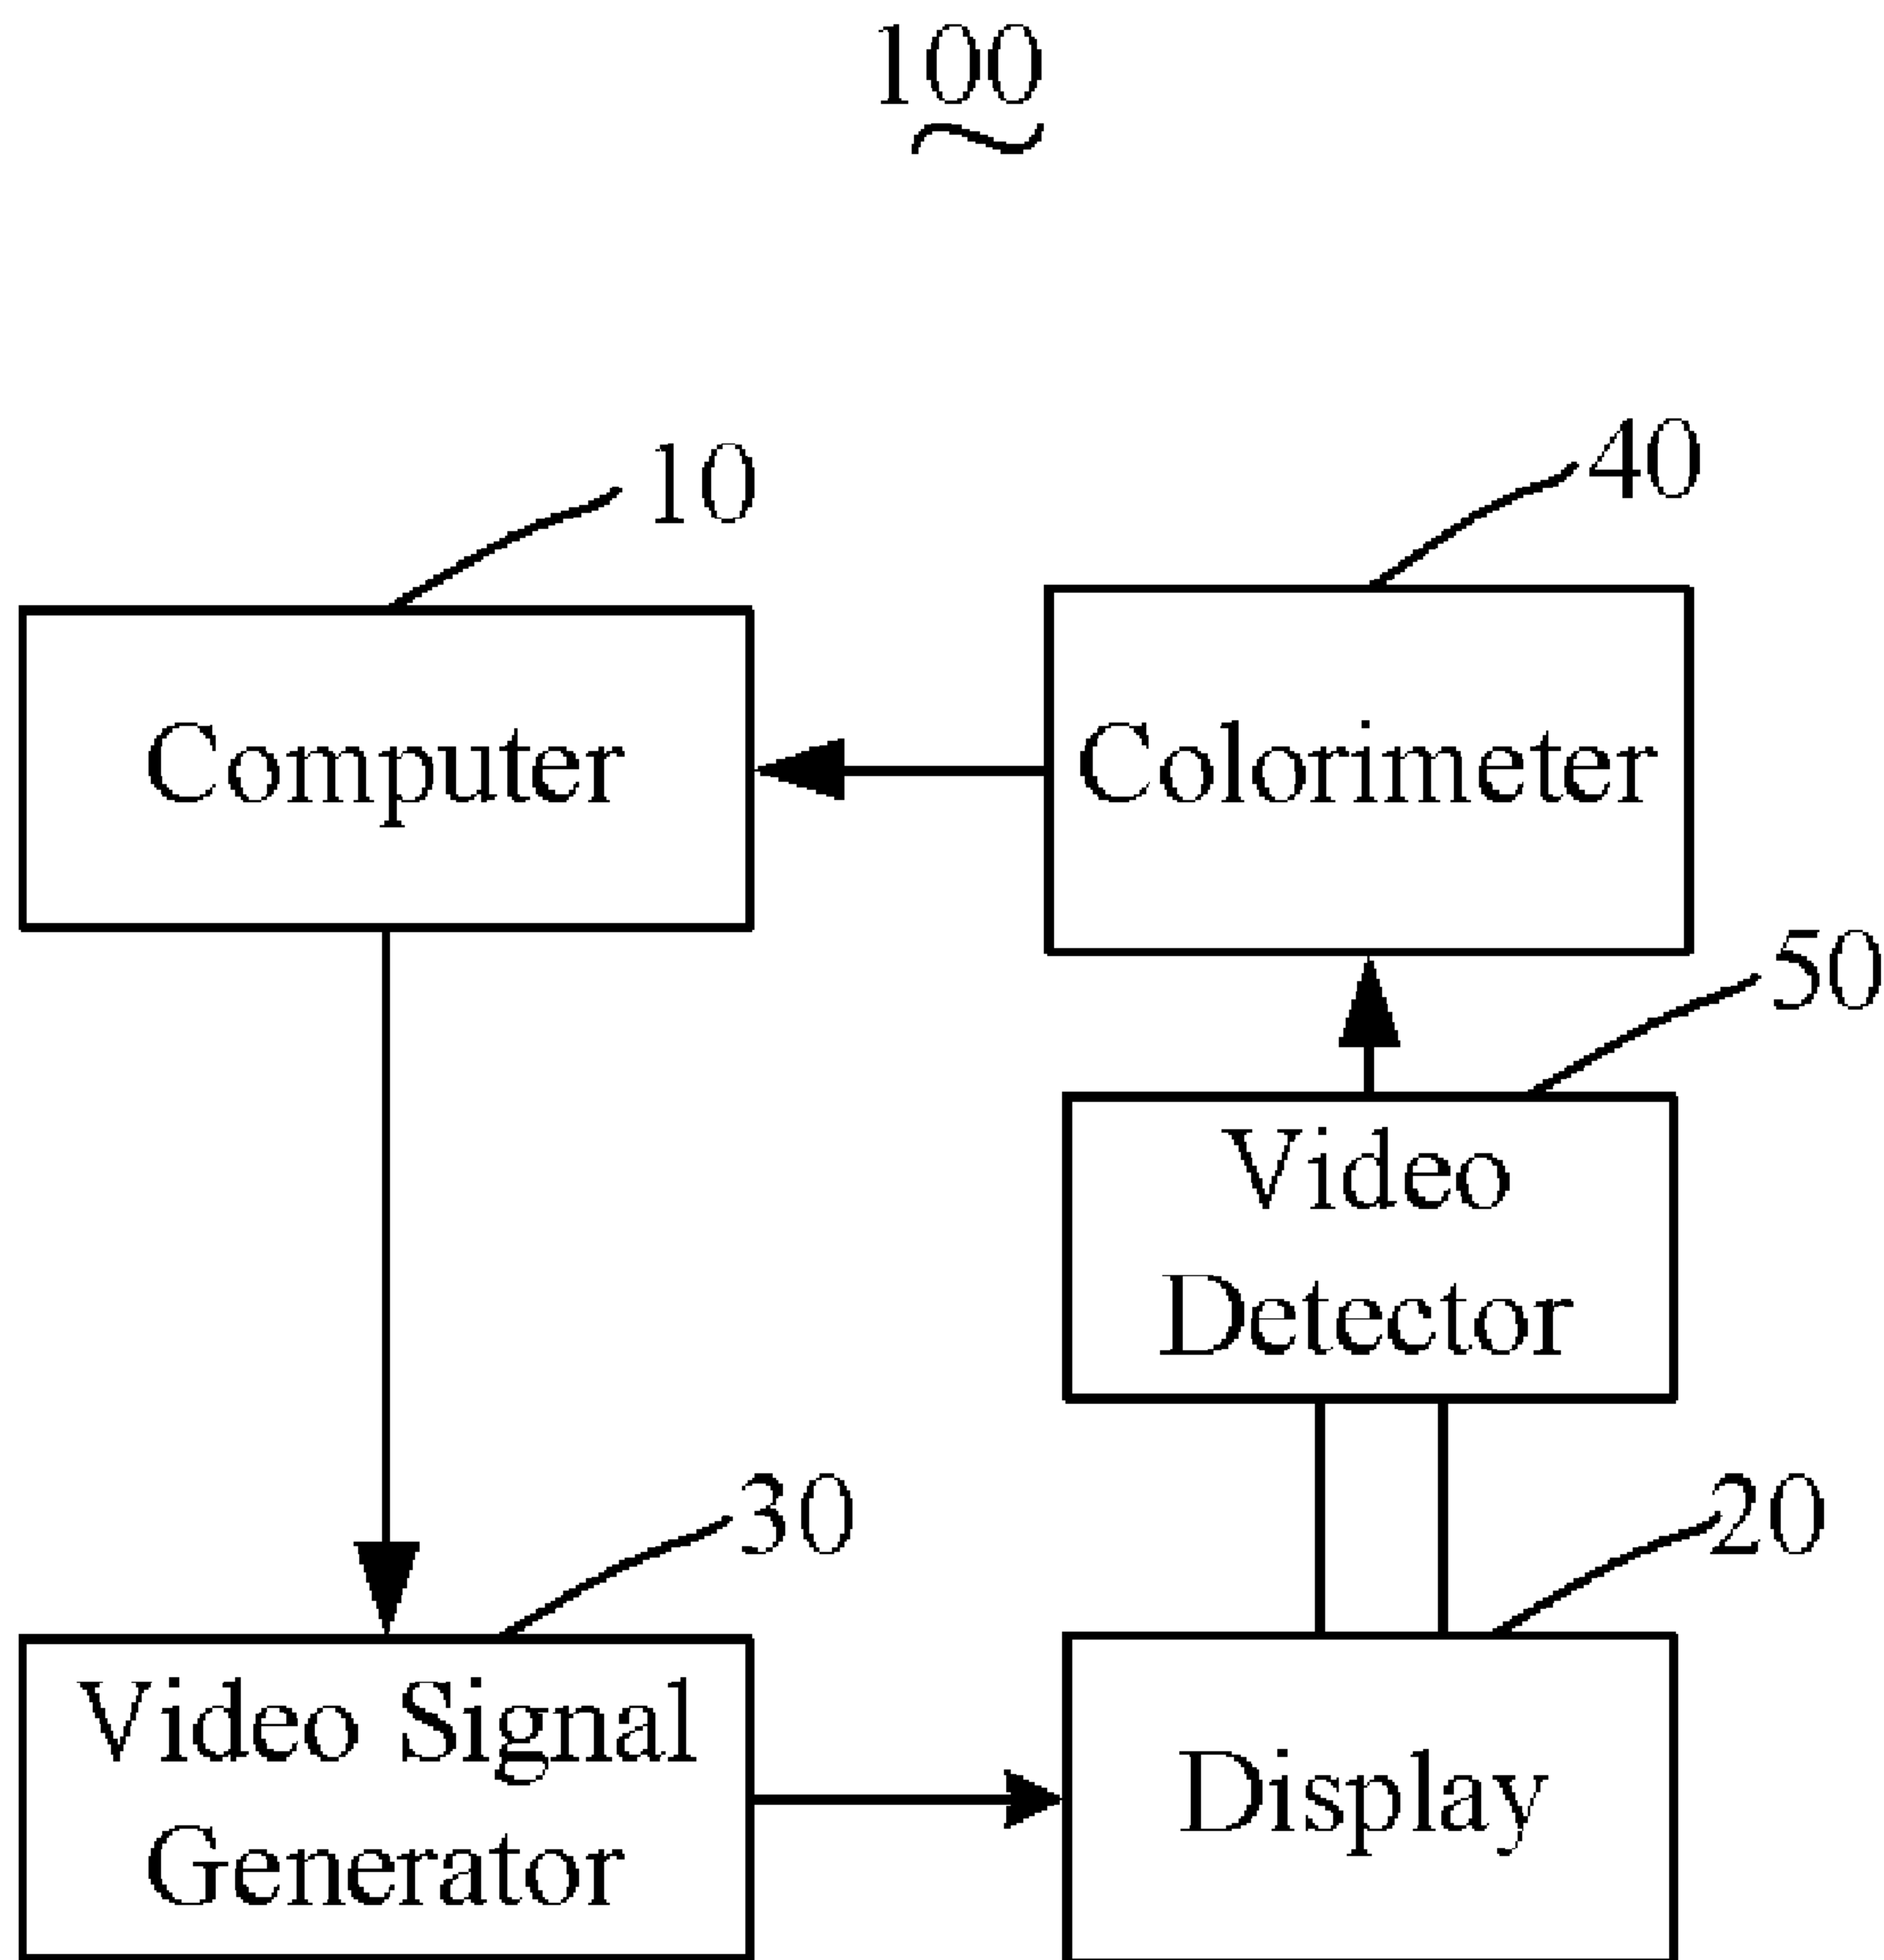 100
10
40
Computer
Colorimeter
50
Video
Detector
30
20
Video Signal
Generator
Display